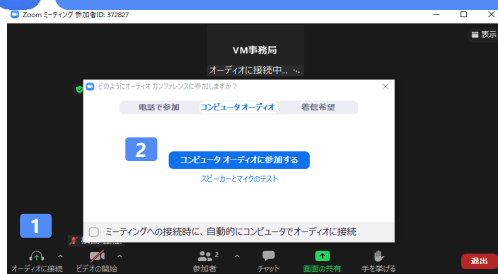 Zoom ミーティング 参加者ID: 372827
表示
VM事務局
オーディオに接続中...
どのようにオーディオ カンファレンスに参加しますか？
電話で参加
コンピュータ オーディオ
着信希望
2
コンピュータ オーディオに参加する
スピーカーとマイクのテスト
1
ミーティングへの接続時に、自動的にコンピュータでオーディオに接続
オーディオに接続
ビデオの開始
2
参加者
チャット
画面の共有
手を挙げる
退出